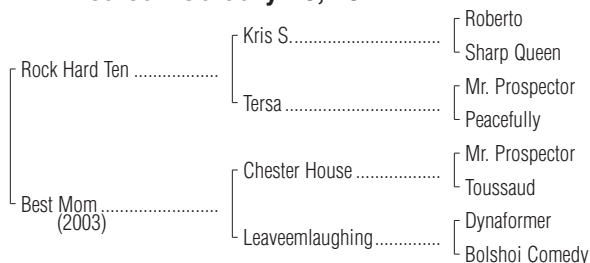 Roberto
Kris S.
Sharp Queen
Rock Hard Ten
Mr. Prospector
Tersa
Peacefully
Mr. Prospector
Chester House
Toussaud
Best Mom
(2003)
Dynaformer
Leaveemlaughing
Bolshoi Comedy